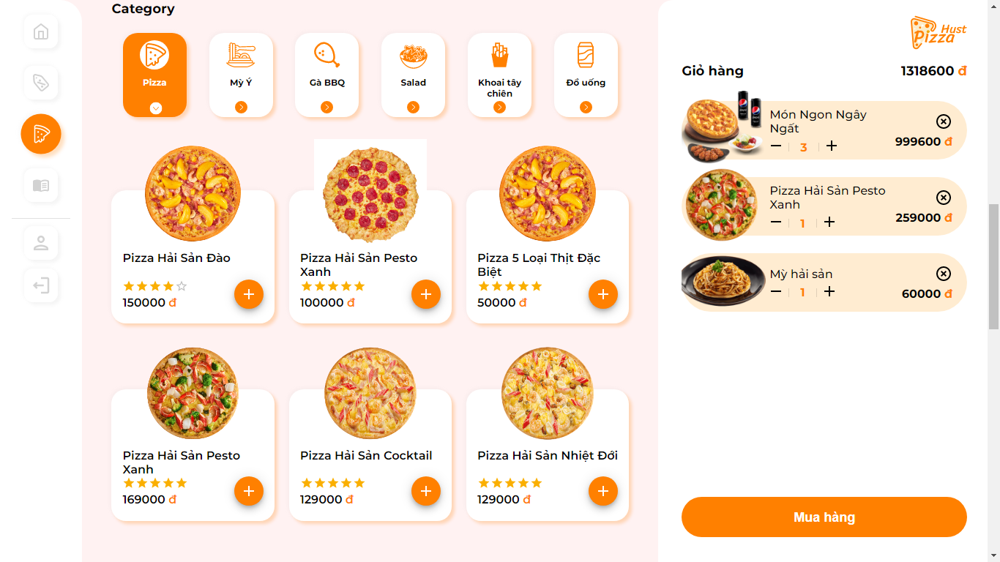 Category
Pizza
Mỳ Ý
Gà BBQ
Salad
Khoai tây
chiên
Đồ uống
Pizza Hải Sản Đào
150000 đ
Pizza Hải Sản Pesto
Xanh
100000 đ
Pizza 5 Loại Thịt Đặc
Biệt
50000 đ
Pizza Hải Sản Pesto
Xanh
169000 đ
Pizza Hải Sản Cocktail
129000 đ
Pizza Hải Sản Nhiệt Đới
129000 đ
Hust
Pizza
Giỏ hàng
1318600 đ
Món Ngon Ngây
Ngất
3
999600 đ
Pizza Hải Sản Pesto
Xanh
1
259000 đ
Mỳ hải sản
1
60000 đ
Mua hàng